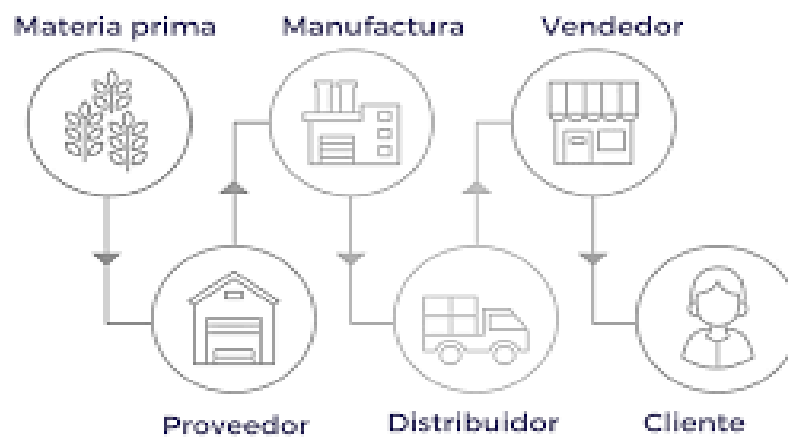 Materia prima
Manufactura
Vendedor
Proveedor
Distribuidor
Cliente